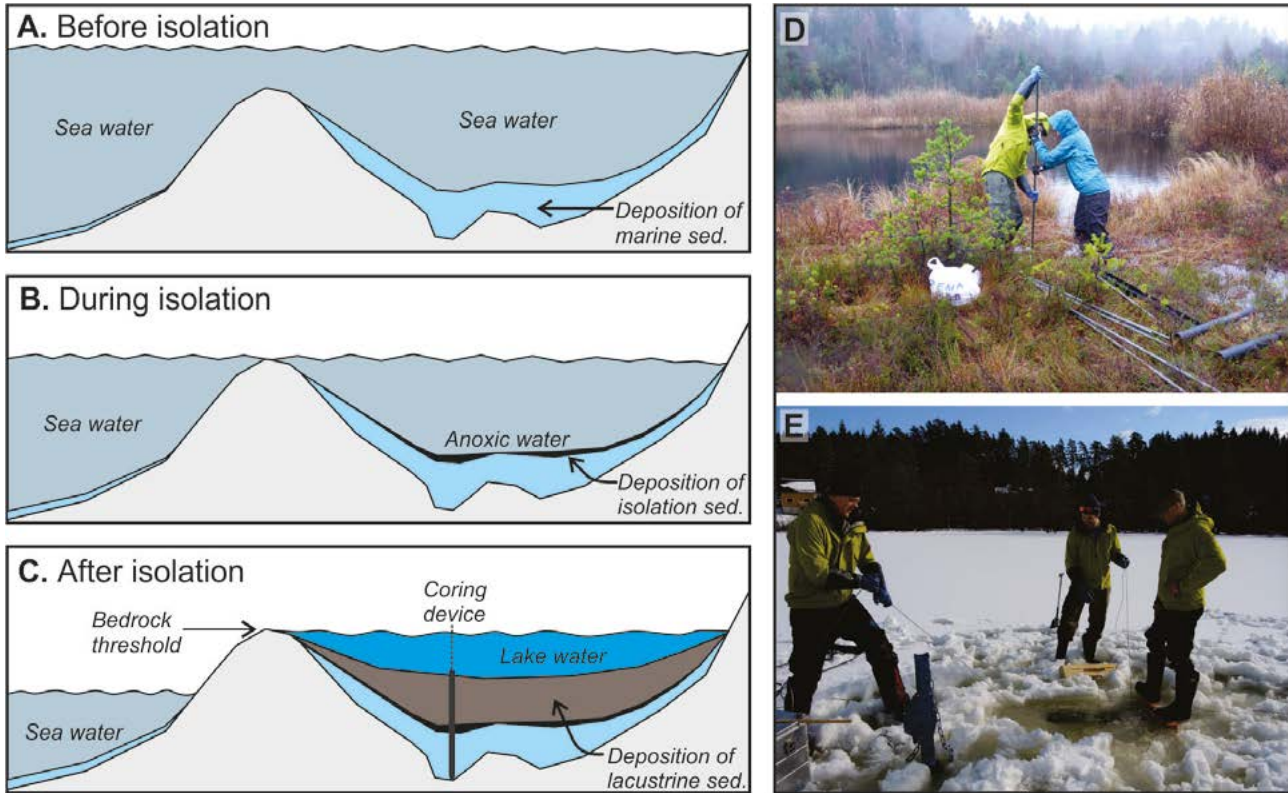 A. Before isolation
Sea water
Sea water
Deposition of
marine sed.
B. During isolation
Sea water
Anoxic water
Deposition of
isolation sed.
C. After isolation
Bedrock
threshold
Coring
device
Lake water
Sea water
Deposition of
lacustrine sed.
D
E